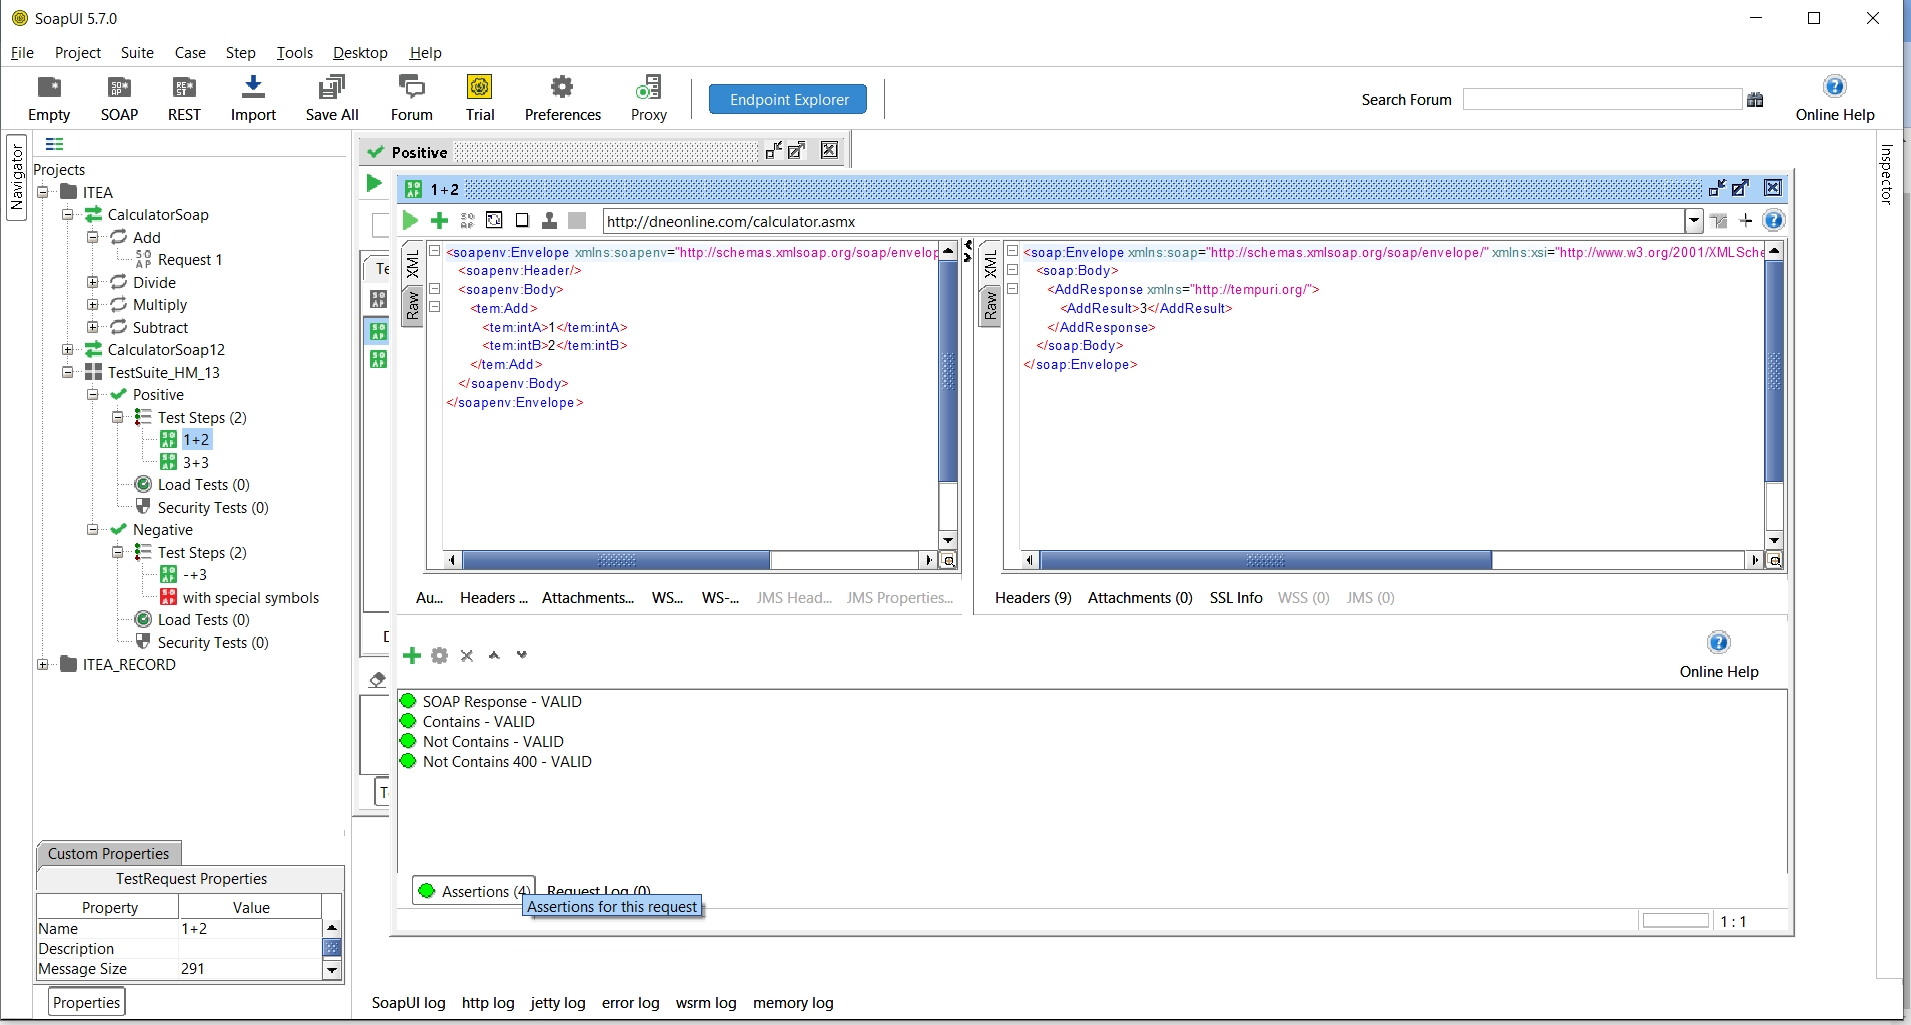 SoapUI 5.7.0
File Project Suite Case Step Tools Desktop Help
Empty SOAP REST Import Save All Forum Trial Preferences Proxy Endpoint Explorer Search Forum Online Help
Navigator
Projects
ITEA
CalculatorSoap
Add
Request 1
Divide
Multiply
Subtract
CalculatorSoap12
TestSuite_HM_13
Positive
Test Steps (2)
1+2
3+3
Load Tests (0)
Security Tests (0)
Negative
Test Steps (2)
-+3
with special symbols
Load Tests (0)
Security Tests (0)
ITEA_RECORD
Custom Properties
TestRequest Properties
Property Value
Name 1+2
Description
Message Size 291
Properties
Positive
1+2
http://dneonline.com/calculator.asmx
XML
Raw
<soapenv:Envelope xmlns:soapenv="http://schemas.xmlsoap.org/soap/envelop
<soapenv:Header/>
<soapenv:Body>
<tem:Add>
<tem:intA>1</tem:intA>
<tem:intB>2</tem:intB>
</tem:Add>
</soapenv:Body>
</soapenv:Envelope>
Au... Headers ... Attachments... WS... WS-... JMS Head... JMS Properties...
XML
Raw
<soap:Envelope xmlns:soap="http://schemas.xmlsoap.org/soap/envelope/" xmlns:xsi="http://www.w3.org/2001/XMLSche
<soap:Body>
<AddResponse xmlns="http://tempuri.org/">
<AddResult>3</AddResult>
</AddResponse>
</soap:Body>
</soap:Envelope>
Headers (9) Attachments (0) SSL Info WSS (0) JMS (0)
Online Help
SOAP Response - VALID
Contains - VALID
Not Contains - VALID
Not Contains 400 - VALID
Assertions (4) Request Log (0)
Assertions for this request
1 : 1
SoapUI log http log jetty log error log wsrm log memory log
Inspector